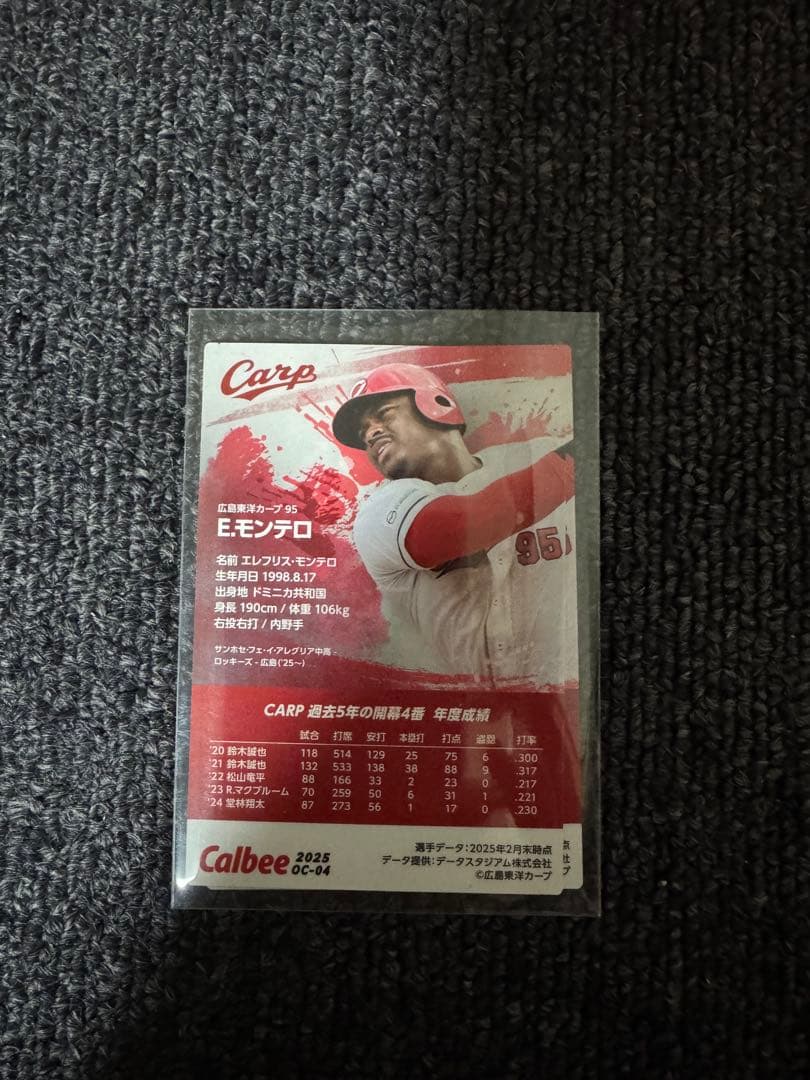 Carp
広島東洋カープ 95
E.モンテロ
名前 エレフリス・モンテロ
生年月日 1998.8.17
出身地 ドミニカ共和国
身長 190cm / 体重 106kg
右投右打 / 内野手
サンホセ・フェ・イ・アレグリア中高 -
ロッキーズ - 広島('25～)
95
CARP 過去5年の開幕4番 年度成績
試合 打席 安打 本塁打 打点 盗塁 打率
'20 鈴木誠也 118 514 129 25 75 6 .300
'21 鈴木誠也 132 533 138 38 88 9 .317
'22 松山竜平 88 166 33 2 23 0 .217
'23 R.マクブルーム 70 259 50 6 31 1 .221
'24 堂林翔太 87 273 56 1 17 0 .230
Calbee 2025
OC-04
選手データ：2025年2月末時点
データ提供：データスタジアム株式会社
©広島東洋カープ
点
社
プ